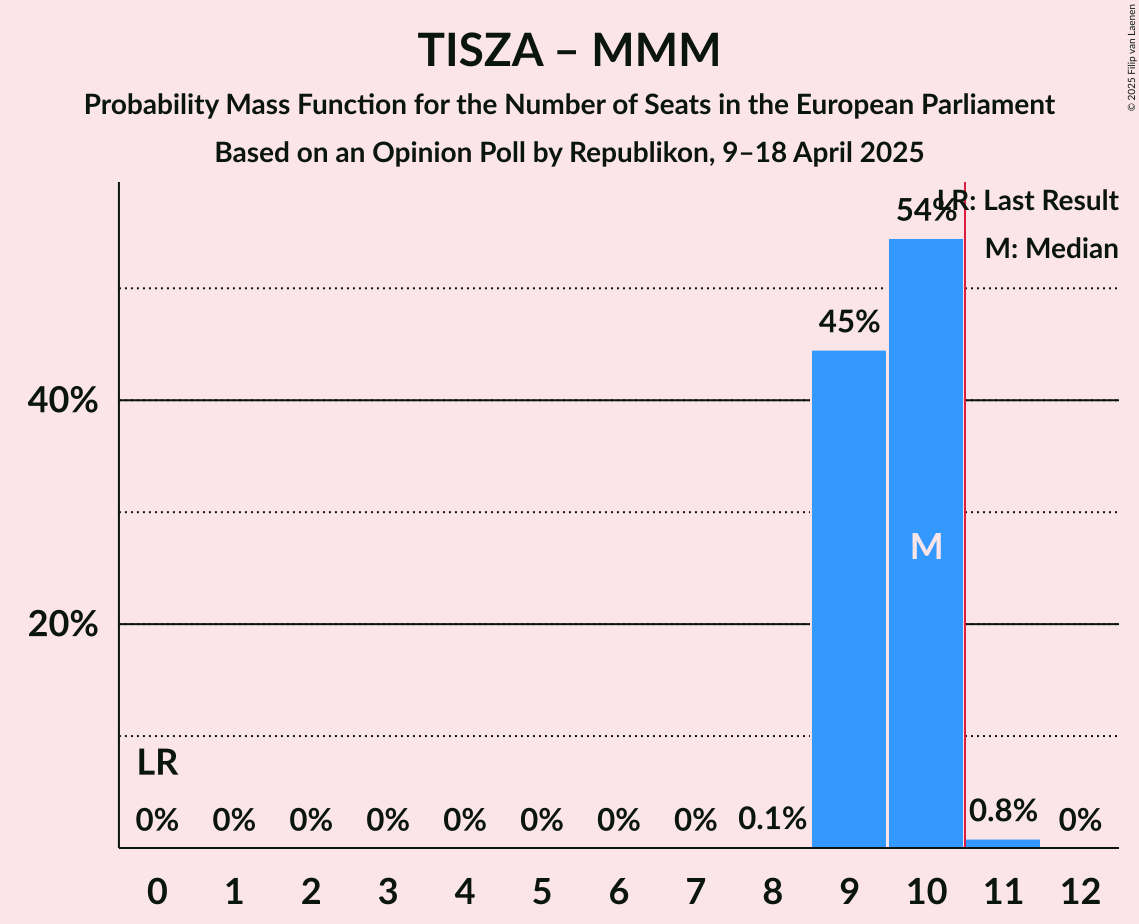 TISZA – MMM
Probability Mass Function for the Number of Seats in the European Parliament
Based on an Opinion Poll by Republikon, 9–18 April 2025
© 2025 Filip van Laenen
LR: Last Result
M: Median
54%
45%
40%
M
20%
LR
0% 0% 0% 0% 0% 0% 0% 0% 0.1% 0.8% 0%
0 1 2 3 4 5 6 7 8 9 10 11 12